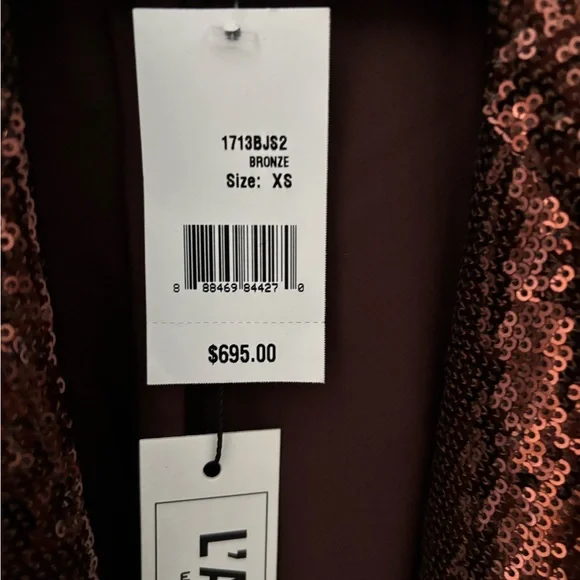 1713BJS2
BRONZE
Size: XS
8 88469 84427 0
$695.00
L'A
E